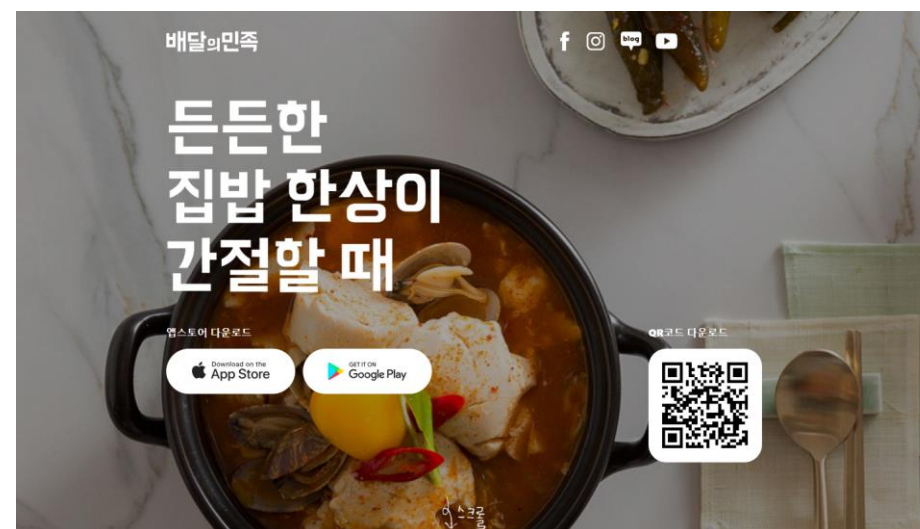 배달의민족
f
blog
든든한
집밥 한상이
간절할 때
앱스토어 다운로드
QR코드 다운로드
Download on the
App Store
GET IT ON
Google Play
스크롤